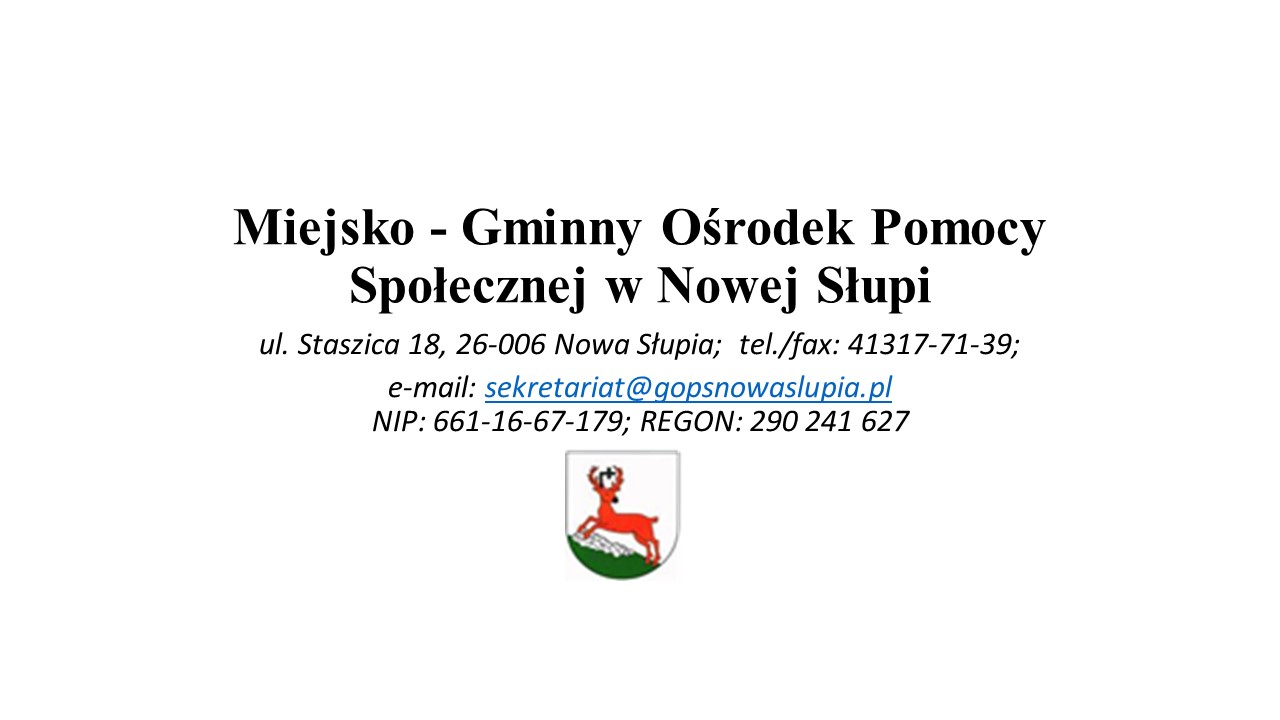 Miejsko - Gminny Ośrodek Pomocy
Społecznej w Nowej Słupi
ul. Staszica 18, 26-006 Nowa Słupia; tel./fax: 41317-71-39;
e-mail: sekretariat@gopsnowaslupia.pl
NIP: 661-16-67-179; REGON: 290 241 627